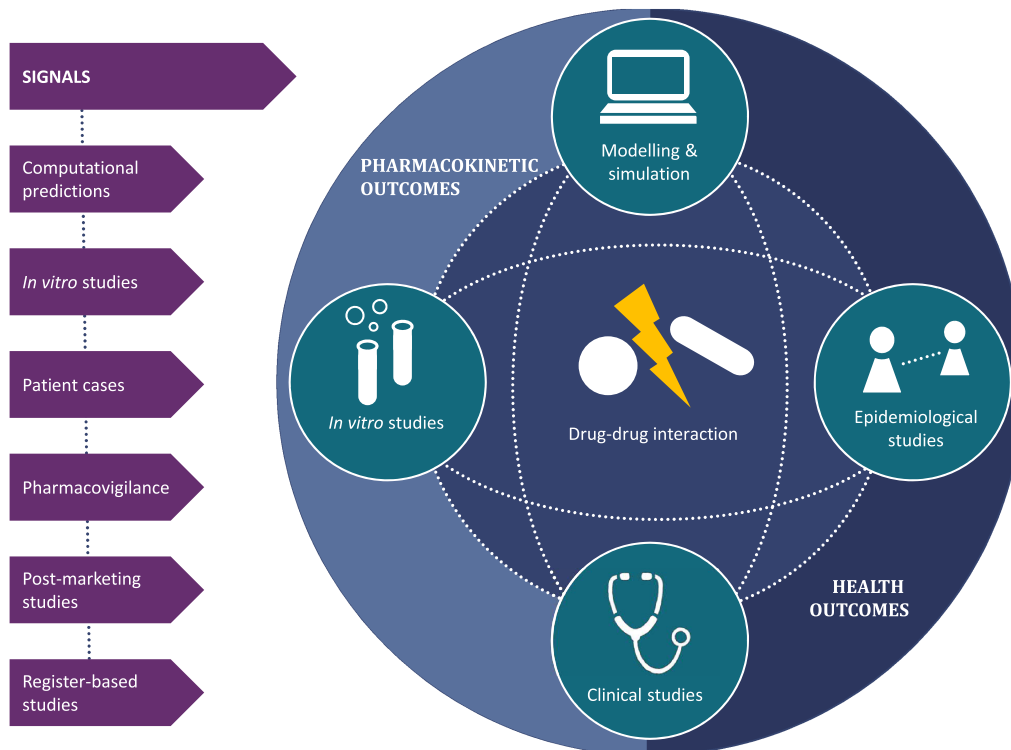 SIGNALS
Computational
predictions
In vitro studies
Patient cases
Pharmacovigilance
Post-marketing
studies
Register-based
studies
PHARMACOKINETIC
OUTCOMES
Modelling &
simulation
In vitro studies
Drug-drug interaction
Epidemiological
studies
Clinical studies
HEALTH
OUTCOMES